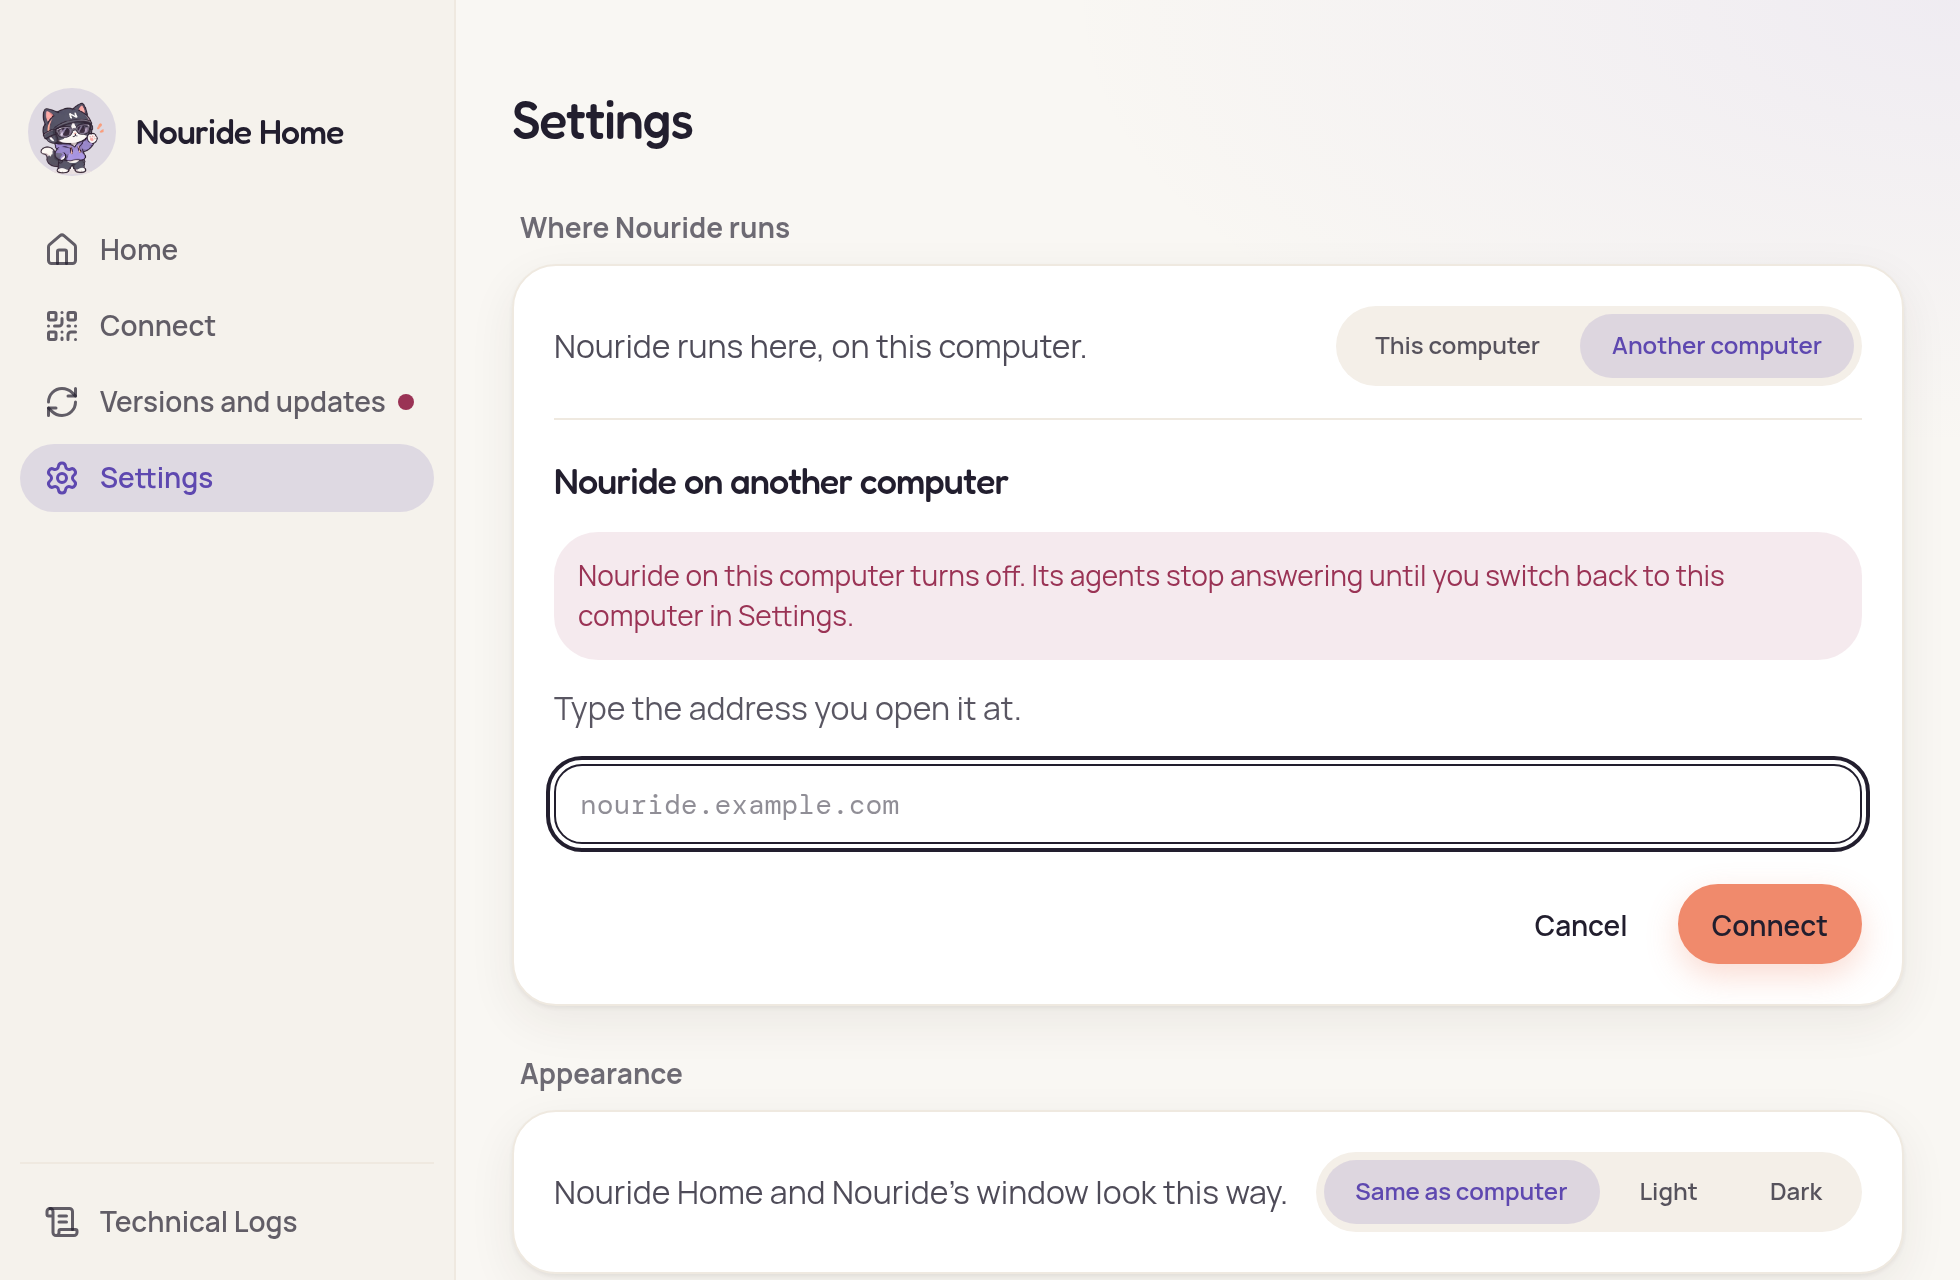 Nouride Home
Home
Connect
Versions and updates
Settings
Technical Logs
Settings
Where Nouride runs
Nouride runs here, on this computer.
This computer
Another computer
Nouride on another computer
Nouride on this computer turns off. Its agents stop answering until you switch back to this
computer in Settings.
Type the address you open it at.
nouride.example.com
Cancel
Connect
Appearance
Nouride Home and Nouride’s window look this way.
Same as computer
Light
Dark